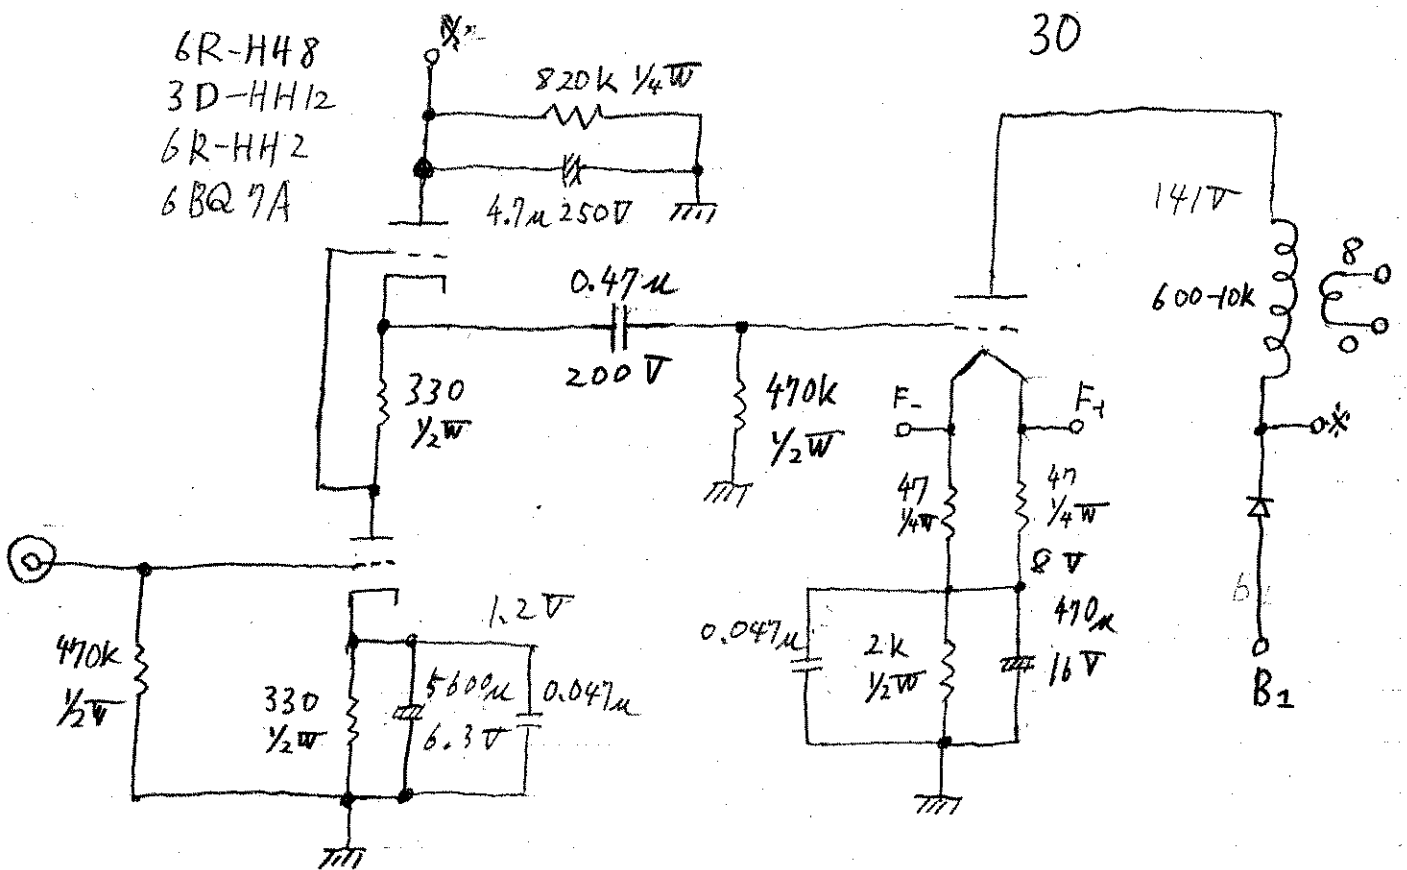 30
6R-HH8
3D-HH12
6R-HH2
6BQ7A
820k 1/4W
4.7μ 250V
141V
600-10k
8
0
0.47μ
200V
330
1/2W
470k
1/2W
F-
F+
47
1/4W
47
1/4W
8V
470μ
16V
0.047μ
2k
1/2W
B1
1.2V
470k
1/2W
330
1/2W
5600μ
6.3V
0.047μ